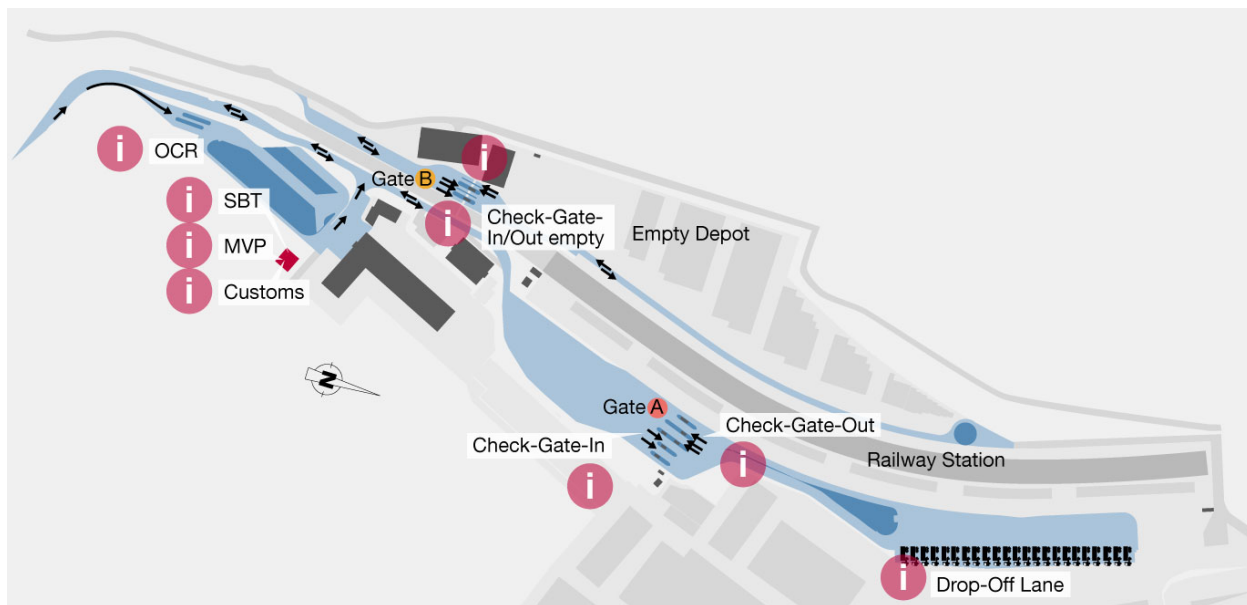 i
OCR
i
SBT
i
MVP
i
Customs
Gate B
i
i
Check-Gate-
In/Out empty
Empty Depot
N
Gate A
Check-Gate-Out
Check-Gate-In
i
i
Railway Station
i
Drop-Off Lane